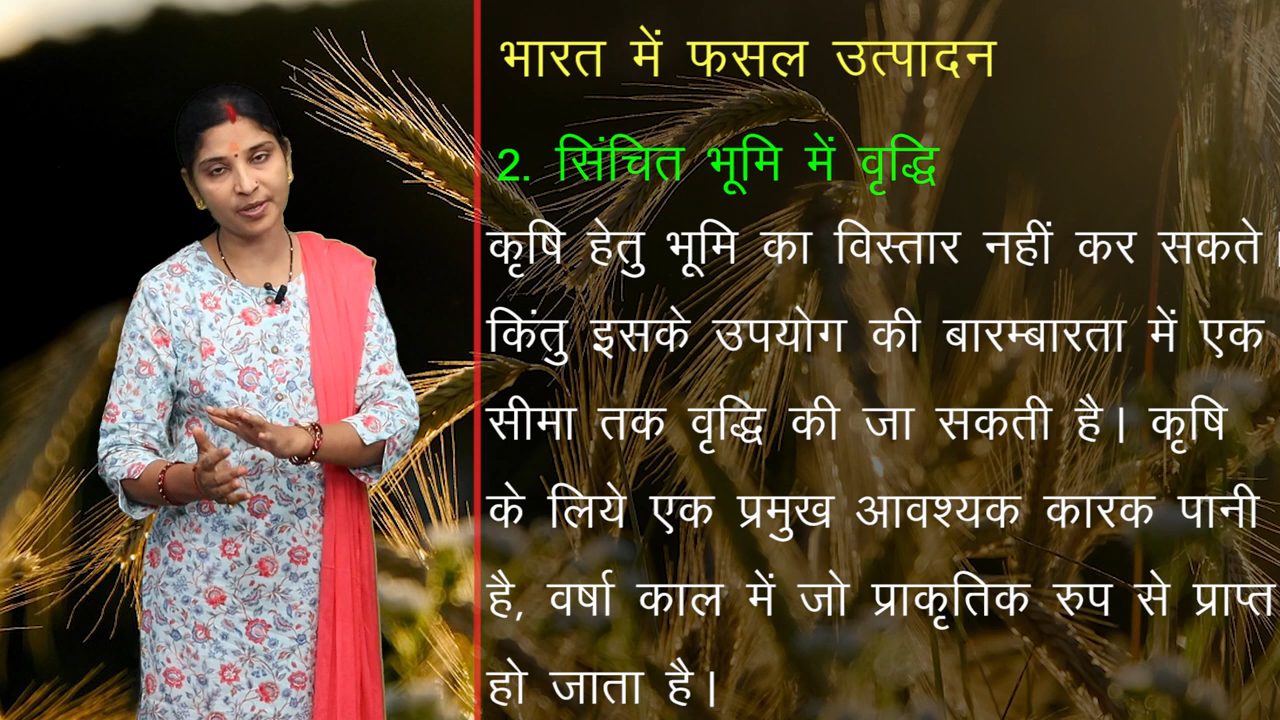 भारत में फसल उत्पादन
2. सिंचित भूमि में वृद्धि
कृषि हेतु भूमि का विस्तार नहीं कर सकते।
किंतु इसके उपयोग की बारम्बारता में एक
सीमा तक वृद्धि की जा सकती है। कृषि
के लिये एक प्रमुख आवश्यक कारक पानी
है, वर्षा काल में जो प्राकृतिक रुप से प्राप्त
हो जाता है।